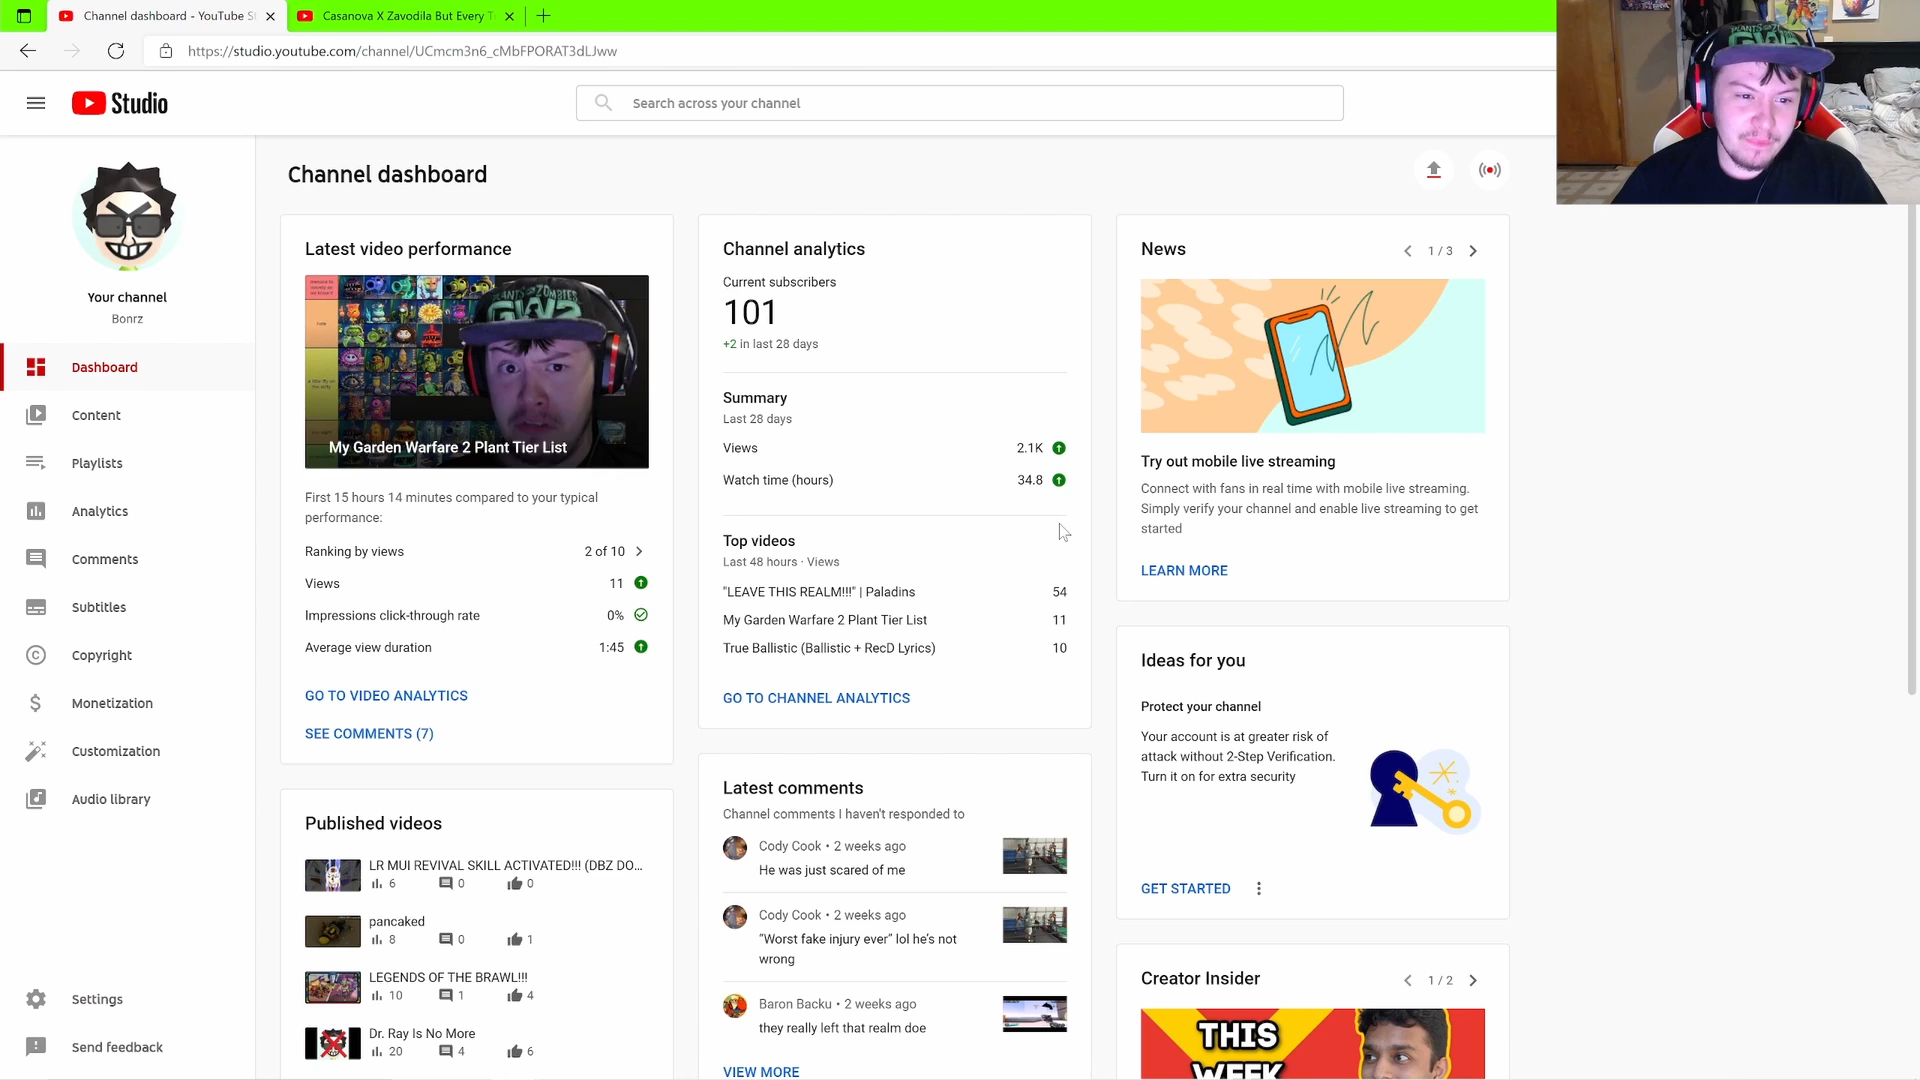 Channel dashboard - YouTube S
Casanova X Zavodila But Every T
https://studio.youtube.com/channel/UCmcm3n6_cMbFPORAT3dLJww
Studio
Search across your channel
Channel dashboard
Your channel
Bonrz
Dashboard
Content
Playlists
Analytics
Comments
Subtitles
Copyright
Monetization
Customization
Audio library
Settings
Send feedback
Latest video performance
PLANTS ZOMBIES
GW2
My Garden Warfare 2 Plant Tier List
First 15 hours 14 minutes compared to your typical
performance:
Ranking by views 2 of 10
Views 11
Impressions click-through rate 0%
Average view duration 1:45
GO TO VIDEO ANALYTICS
SEE COMMENTS (7)
Published videos
LR MUI REVIVAL SKILL ACTIVATED!!! (DBZ DO...
6 0 0
pancaked
8 0 1
LEGENDS OF THE BRAWL!!!
10 1 4
Dr. Ray Is No More
20 4 6
Channel analytics
Current subscribers
101
+2 in last 28 days
Summary
Last 28 days
Views 2.1K
Watch time (hours) 34.8
Top videos
Last 48 hours · Views
"LEAVE THIS REALM!!!" | Paladins 54
My Garden Warfare 2 Plant Tier List 11
True Ballistic (Ballistic + RecD Lyrics) 10
GO TO CHANNEL ANALYTICS
Latest comments
Channel comments I haven't responded to
Cody Cook • 2 weeks ago
He was just scared of me
Cody Cook • 2 weeks ago
“Worst fake injury ever” lol he’s not
wrong
Baron Backu • 2 weeks ago
they really left that realm doe
VIEW MORE
News 1 / 3
Try out mobile live streaming
Connect with fans in real time with mobile live streaming.
Simply verify your channel and enable live streaming to get
started
LEARN MORE
Ideas for you
Protect your channel
Your account is at greater risk of
attack without 2-Step Verification.
Turn it on for extra security
GET STARTED
Creator Insider 1 / 2
THIS
WEEK